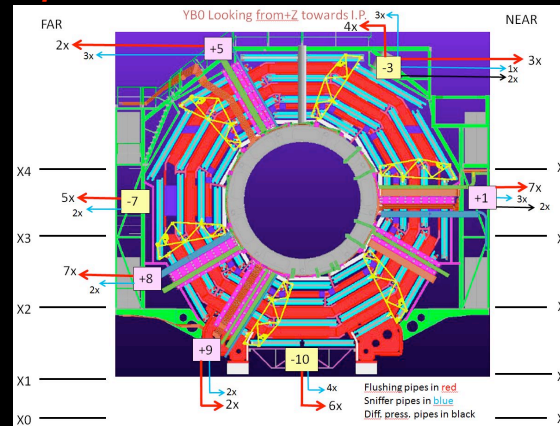 YB0 Looking from+Z towards I.P.
FAR
NEAR
2x
3x
+5
4x
3x
-3
3x
1x
2x
X4
X
5x
2x
-7
7x
+1
3x
2x
X3
X
7x
2x
+8
X2
X
+9
-10
2x
2x
4x
6x
X1
X
X0
X
Flushing pipes in red
Sniffer pipes in blue
Diff. press. pipes in black